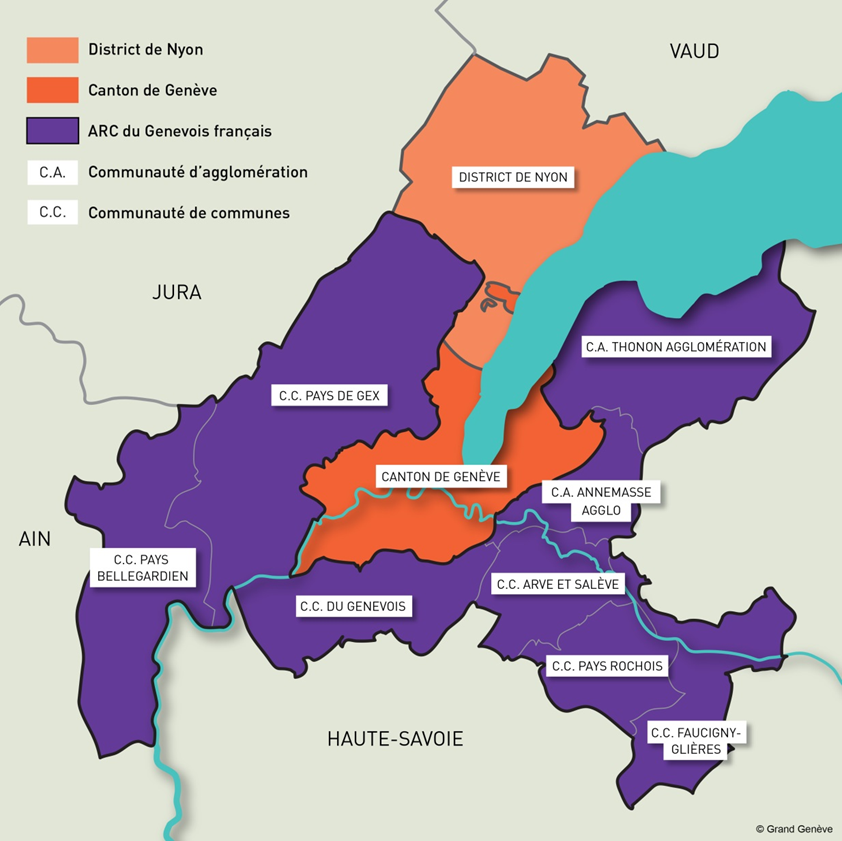 District de Nyon
Canton de Genève
ARC du Genevois français
C.A. Communauté d'agglomération
C.C. Communauté de communes
VAUD
DISTRICT DE NYON
JURA
C.A. THONON AGGLOMÉRATION
C.C. PAYS DE GEX
CANTON DE GENÈVE
C.A. ANNEMASSE
AGGLO
AIN
C.C. PAYS
BELLEGARDIEN
C.C. ARVE ET SALÈVE
C.C. DU GENEVOIS
C.C. PAYS ROCHOIS
HAUTE-SAVOIE
C.C. FAUCIGNY-
GLIÈRES
© Grand Genève